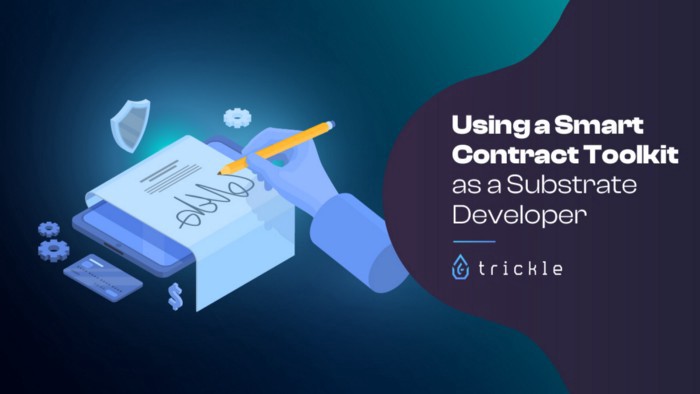 Using a Smart
Contract Toolkit
as a Substrate
Developer
trickle